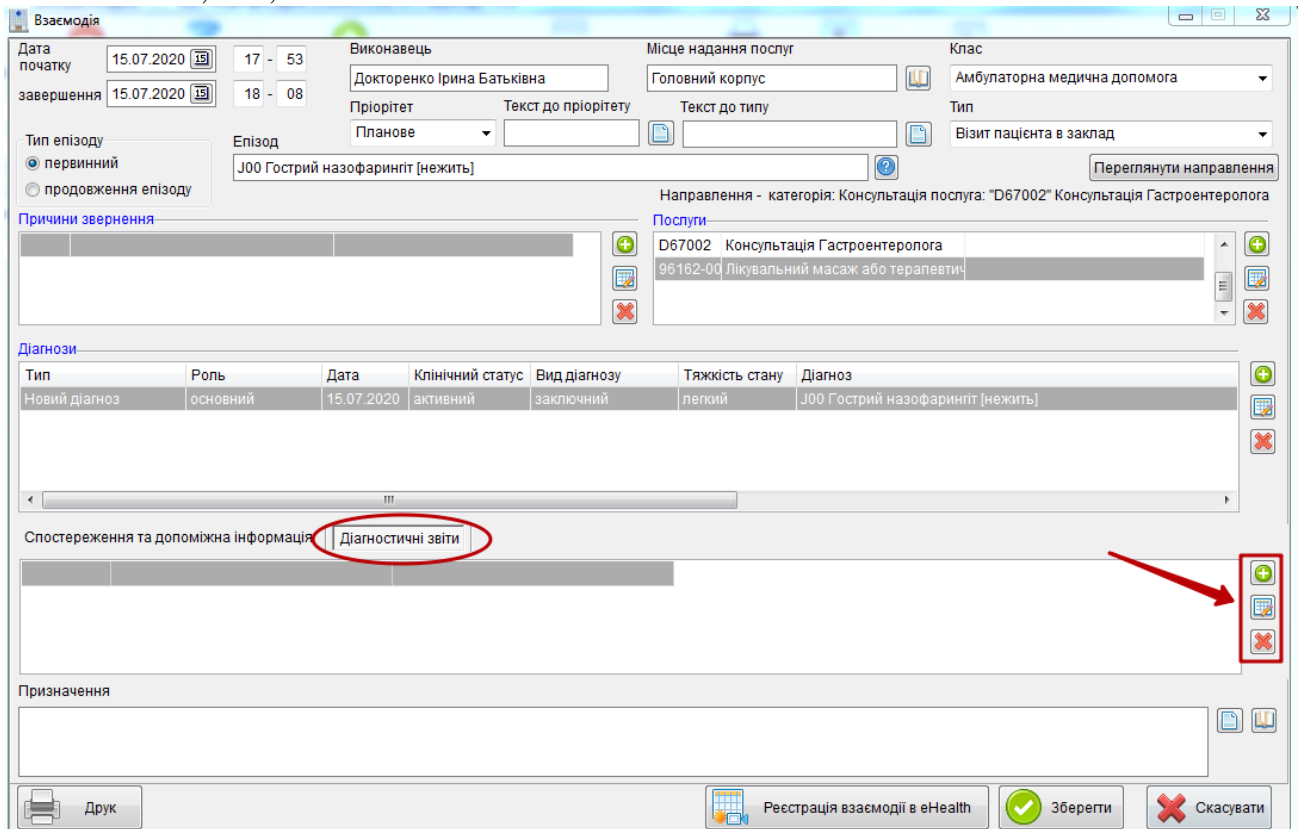 Взаємодія
Дата початку 15.07.2020 15 17 - 53
Виконавець
Докторенко Ірина Батьківна
Місце надання послуг
Головний корпус
Клас
Амбулаторна медична допомога
завершення 15.07.2020 15 18 - 08
Пріорітет
Планове
Текст до пріорітету
Текст до типу
Тип
Візит пацієнта в заклад
Тип епізоду
первинний
продовження епізоду
Епізод
J00 Гострий назофарингіт [нежить]
Переглянути направлення
Направлення - категорія: Консультація послуга: "D67002" Консультація Гастроентеролога
Причини звернення
Послуги
D67002 Консультація Гастроентеролога
96162-00 Лікувальний масаж або терапевтич
Діагнози
Тип Роль Дата Клінічний статус Вид діагнозу Тяжкість стану Діагноз
Новий діагноз основний 15.07.2020 активний заключний легкий J00 Гострий назофарингіт [нежить]
Спостереження та допоміжна інформація Діагностичні звіти
Призначення
Друк Реєстрація взаємодії в eHealth Зберегти Скасувати